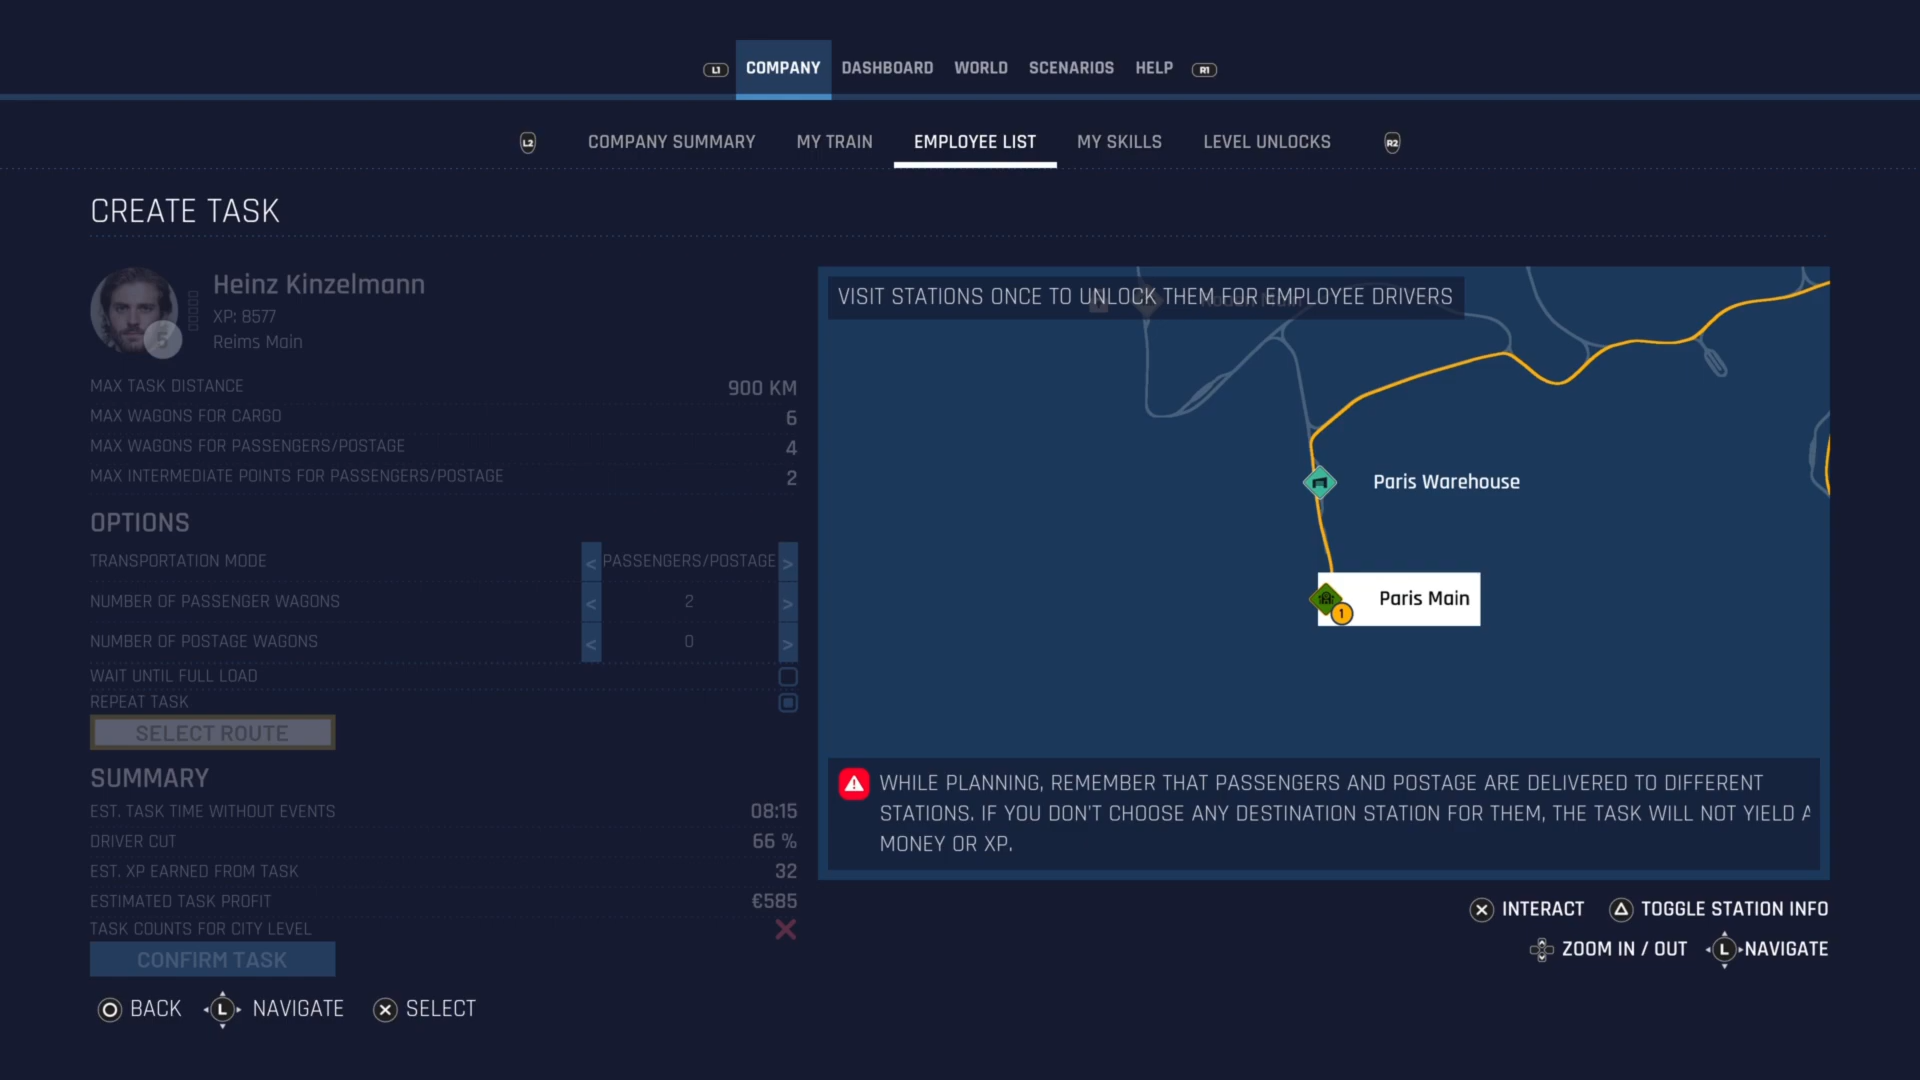 L1 COMPANY DASHBOARD WORLD SCENARIOS HELP R1
L2 COMPANY SUMMARY MY TRAIN EMPLOYEE LIST MY SKILLS LEVEL UNLOCKS R2
CREATE TASK
Heinz Kinzelmann
XP: 8577
Reims Main
MAX TASK DISTANCE 900 KM
MAX WAGONS FOR CARGO 6
MAX WAGONS FOR PASSENGERS/POSTAGE 4
MAX INTERMEDIATE POINTS FOR PASSENGERS/POSTAGE 2
OPTIONS
TRANSPORTATION MODE < PASSENGERS/POSTAGE >
NUMBER OF PASSENGER WAGONS < 2 >
NUMBER OF POSTAGE WAGONS < 0 >
WAIT UNTIL FULL LOAD
REPEAT TASK
SELECT ROUTE
SUMMARY
EST. TASK TIME WITHOUT EVENTS 08:15
DRIVER CUT 66 %
EST. XP EARNED FROM TASK 32
ESTIMATED TASK PROFIT €585
TASK COUNTS FOR CITY LEVEL
CONFIRM TASK
VISIT STATIONS ONCE TO UNLOCK THEM FOR EMPLOYEE DRIVERS
Paris Warehouse
Paris Main
1
WHILE PLANNING, REMEMBER THAT PASSENGERS AND POSTAGE ARE DELIVERED TO DIFFERENT
STATIONS. IF YOU DON'T CHOOSE ANY DESTINATION STATION FOR THEM, THE TASK WILL NOT YIELD A
MONEY OR XP.
INTERACT TOGGLE STATION INFO
ZOOM IN / OUT L NAVIGATE
BACK L NAVIGATE SELECT